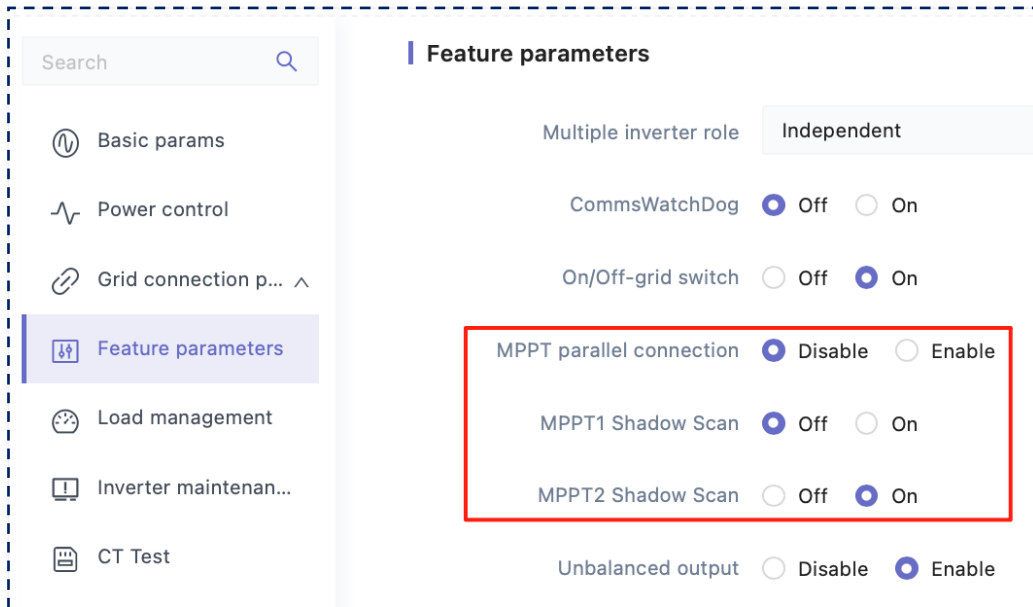 Search
Basic params
Power control
Grid connection p...
Feature parameters
Load management
Inverter maintenan...
CT Test
Feature parameters
Multiple inverter role Independent
CommsWatchDog Off On
On/Off-grid switch Off On
MPPT parallel connection Disable Enable
MPPT1 Shadow Scan Off On
MPPT2 Shadow Scan Off On
Unbalanced output Disable Enable